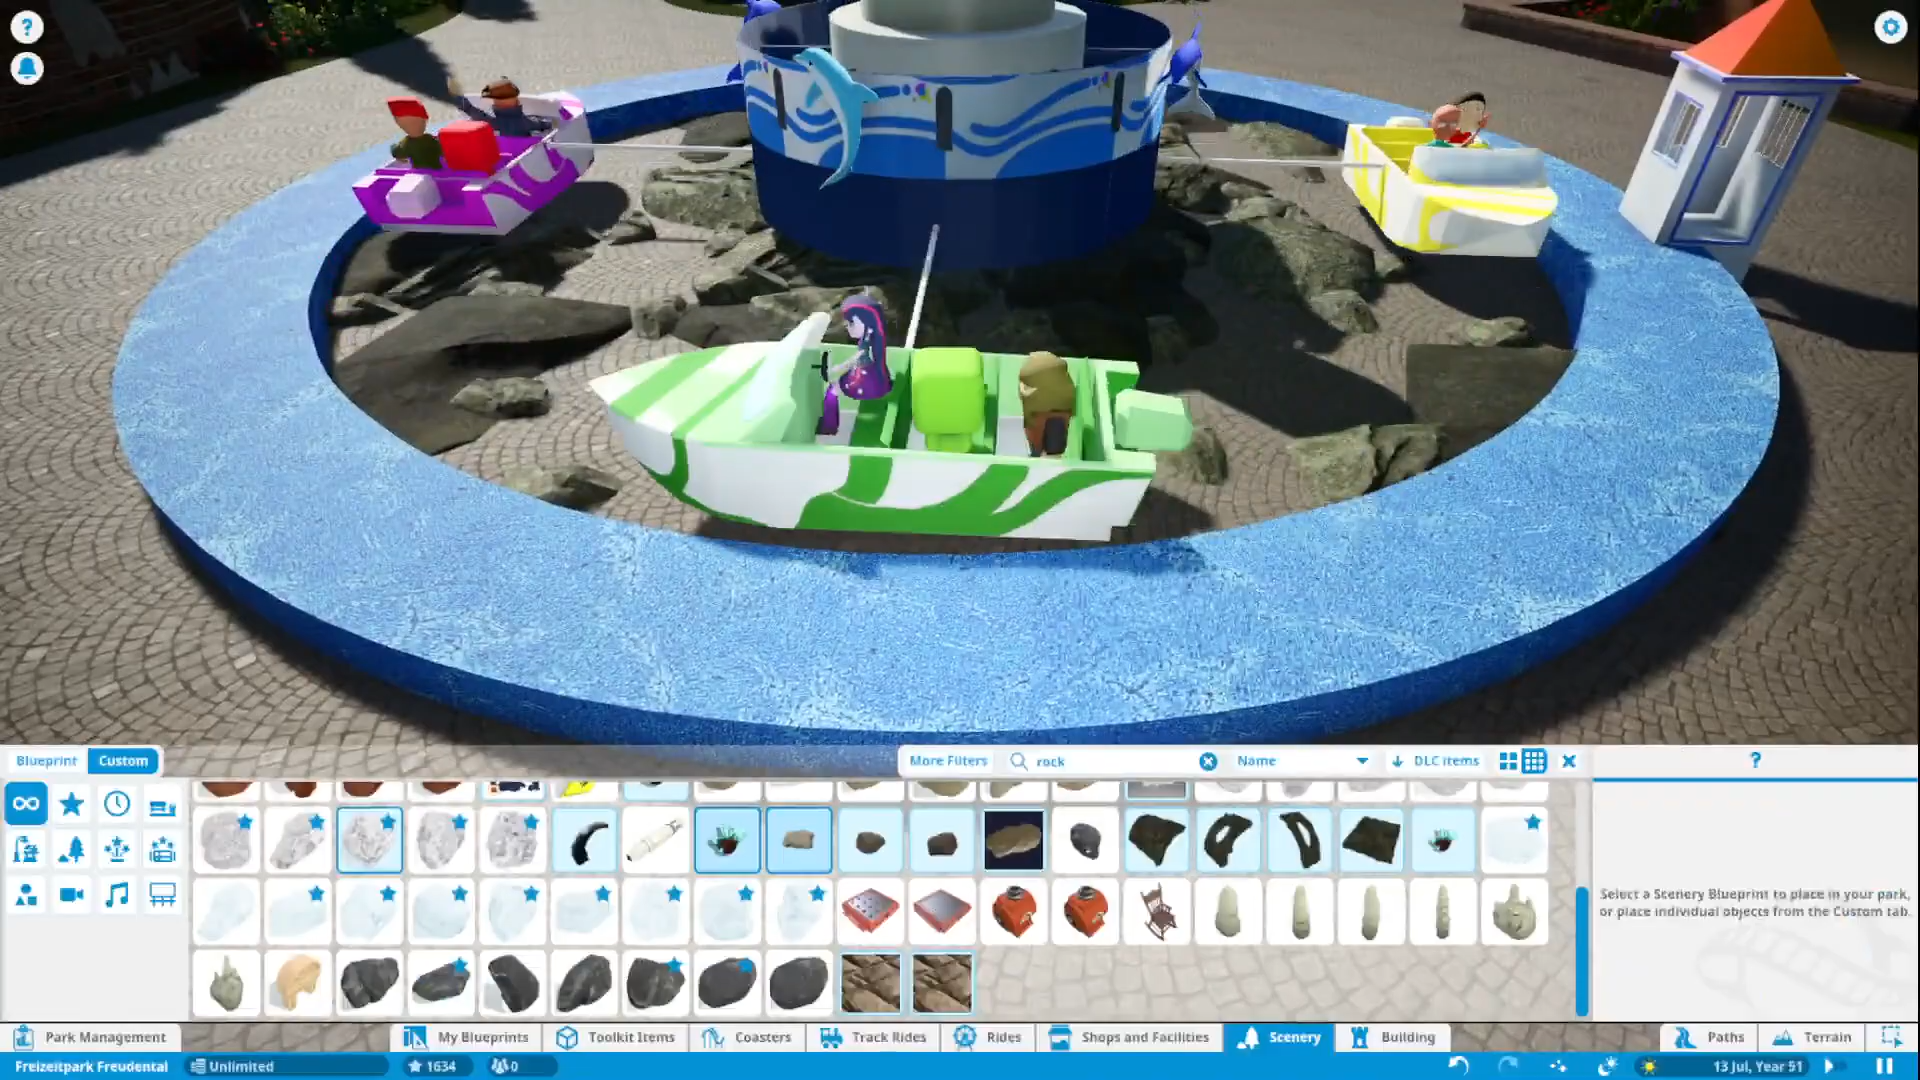 ?
Blueprint
Custom
More Filters
rock
Name
DLC items
?
Select a Scenery Blueprint to place in your park,
or place individual objects from the Custom tab.
Park Management
My Blueprints
Toolkit Items
Coasters
Track Rides
Rides
Shops and Facilities
Scenery
Building
Paths
Terrain
Freizeitpark Freudental
Unlimited
1634
0
13 Jul, Year 51